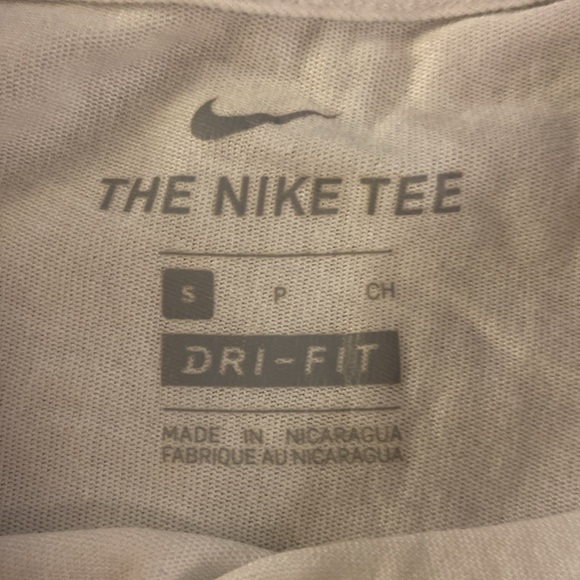 THE NIKE TEE
S P CH
DRI-FIT
MADE IN NICARAGUA
FABRIQUE AU NICARAGUA